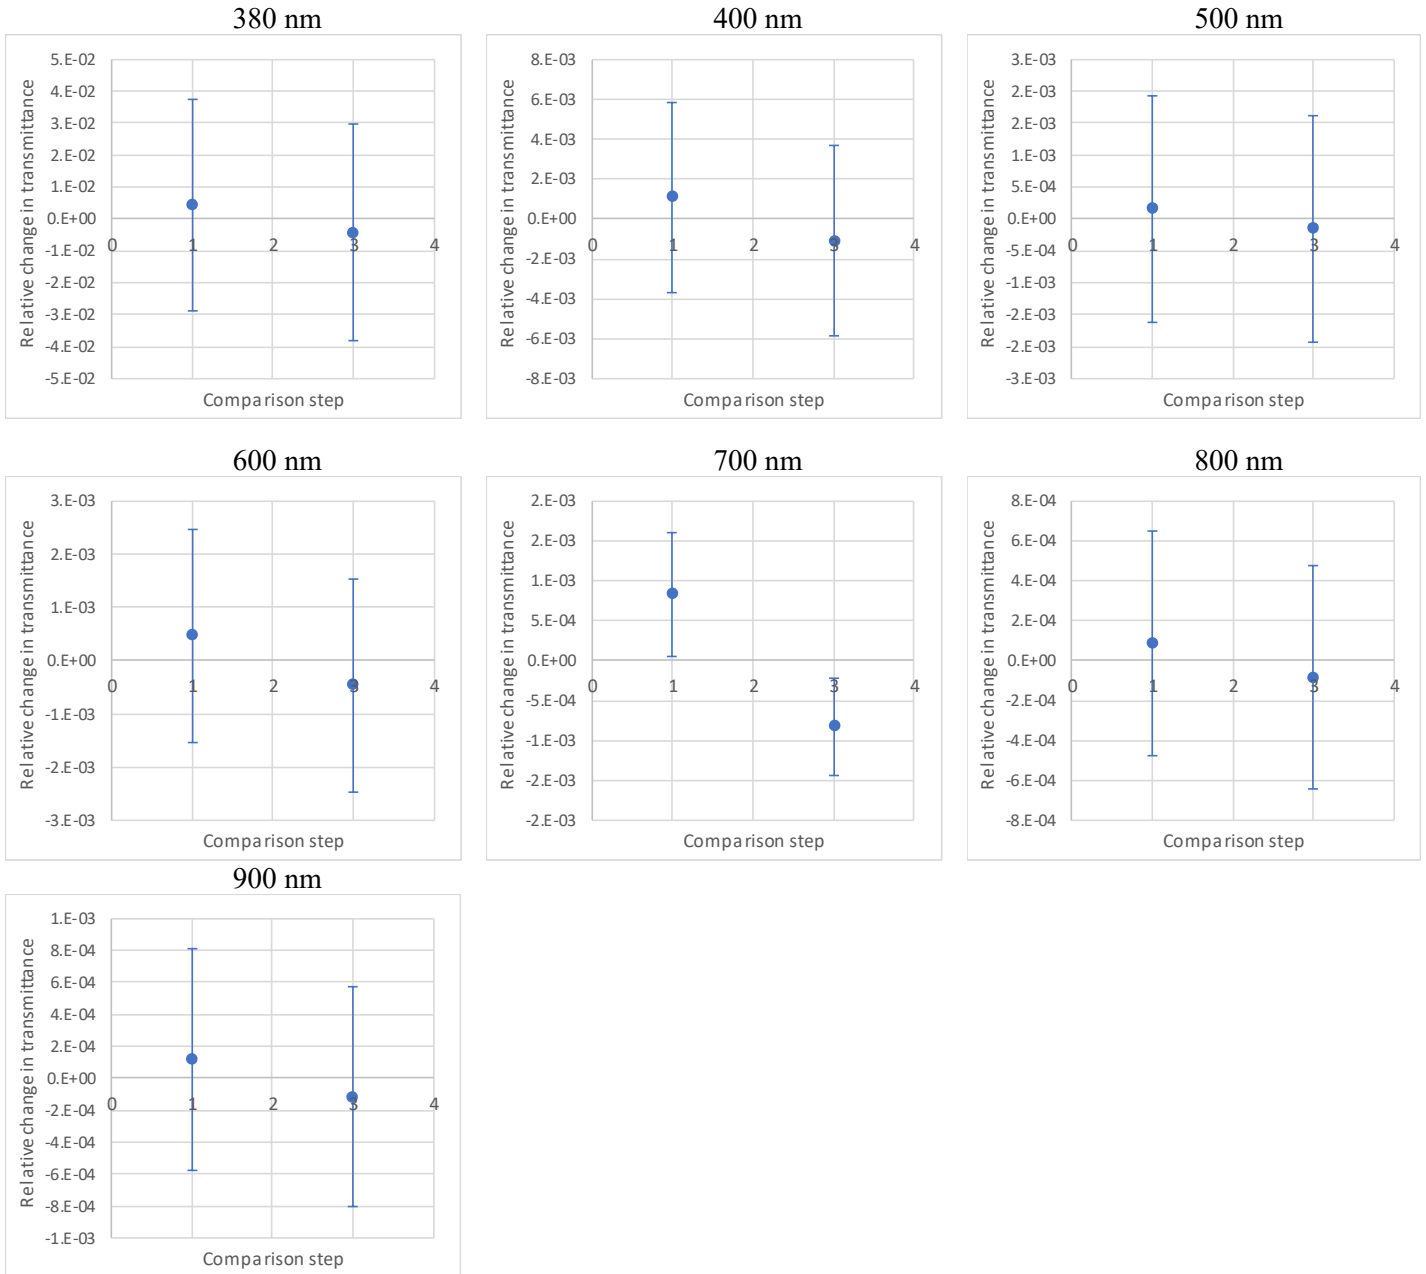 380 nm
400 nm
500 nm
Relative change in transmittance
5.E-02
4.E-02
3.E-02
2.E-02
1.E-02
0.E+00
-1.E-02
-2.E-02
-3.E-02
-4.E-02
-5.E-02
0 1 2 3 4
Comparison step
Relative change in transmittance
8.E-03
6.E-03
4.E-03
2.E-03
0.E+00
-2.E-03
-4.E-03
-6.E-03
-8.E-03
0 1 2 3 4
Comparison step
Relative change in transmittance
3.E-03
2.E-03
2.E-03
1.E-03
5.E-04
0.E+00
-5.E-04
-1.E-03
-2.E-03
-2.E-03
-3.E-03
0 1 2 3 4
Comparison step
600 nm
700 nm
800 nm
Relative change in transmittance
3.E-03
2.E-03
1.E-03
0.E+00
-1.E-03
-2.E-03
-3.E-03
0 1 2 3 4
Comparison step
Relative change in transmittance
2.E-03
2.E-03
1.E-03
5.E-04
0.E+00
-5.E-04
-1.E-03
-2.E-03
-2.E-03
0 1 2 3 4
Comparison step
Relative change in transmittance
8.E-04
6.E-04
4.E-04
2.E-04
0.E+00
-2.E-04
-4.E-04
-6.E-04
-8.E-04
0 1 2 3 4
Comparison step
900 nm
Relative change in transmittance
1.E-03
8.E-04
6.E-04
4.E-04
2.E-04
0.E+00
-2.E-04
-4.E-04
-6.E-04
-8.E-04
-1.E-03
0 1 2 3 4
Comparison step